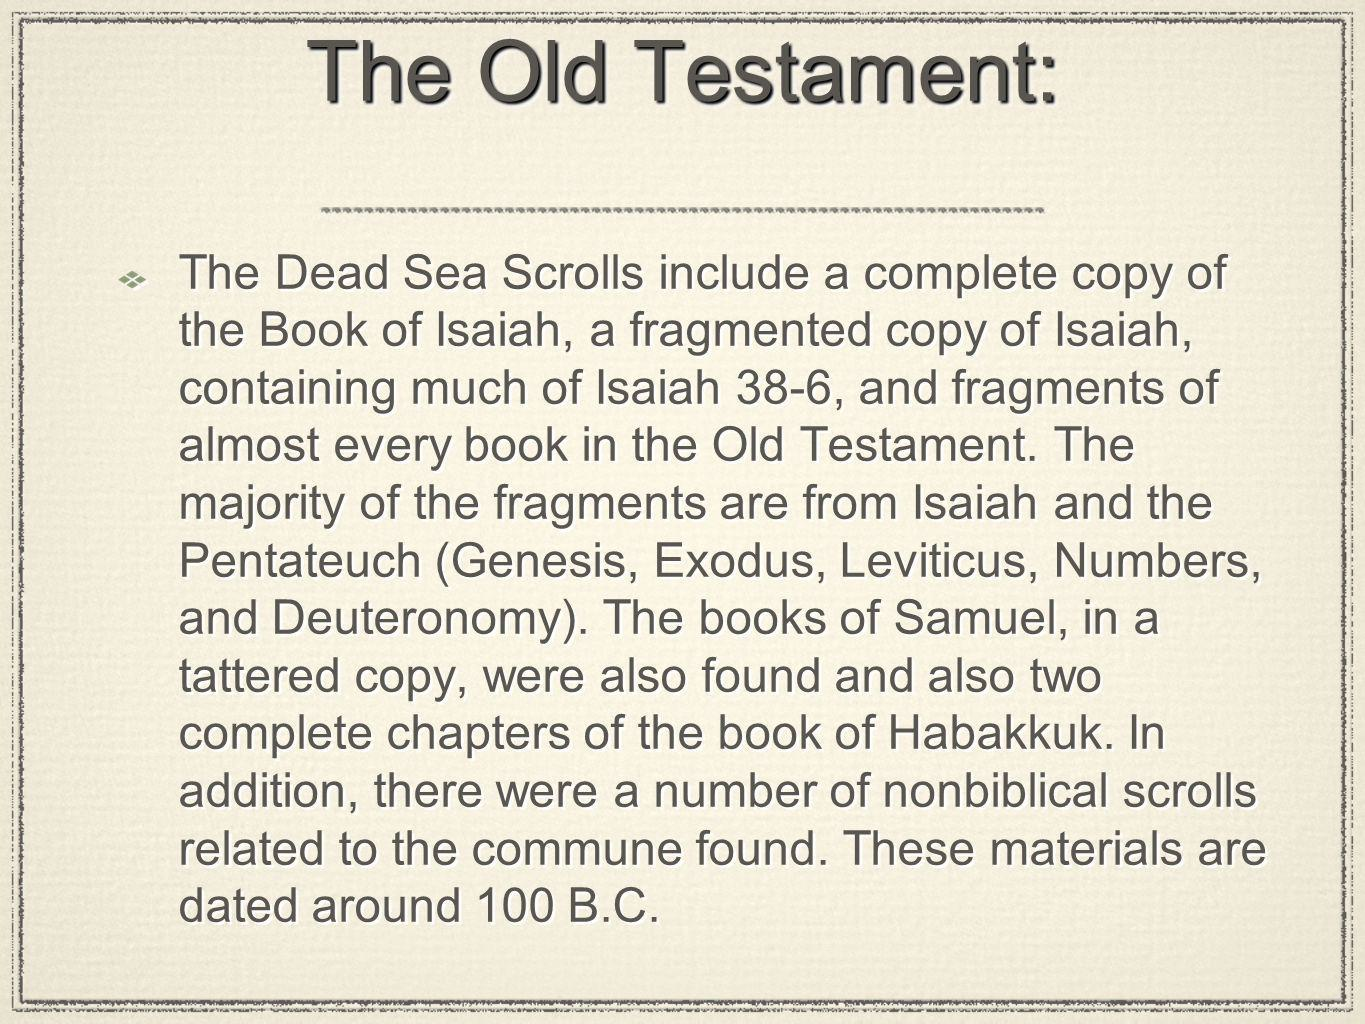 The Old Testament:
The Dead Sea Scrolls include a complete copy of
the Book of Isaiah, a fragmented copy of Isaiah,
containing much of Isaiah 38-6, and fragments of
almost every book in the Old Testament. The
majority of the fragments are from Isaiah and the
Pentateuch (Genesis, Exodus, Leviticus, Numbers,
and Deuteronomy). The books of Samuel, in a
tattered copy, were also found and also two
complete chapters of the book of Habakkuk. In
addition, there were a number of nonbiblical scrolls
related to the commune found. These materials are
dated around 100 B.C.